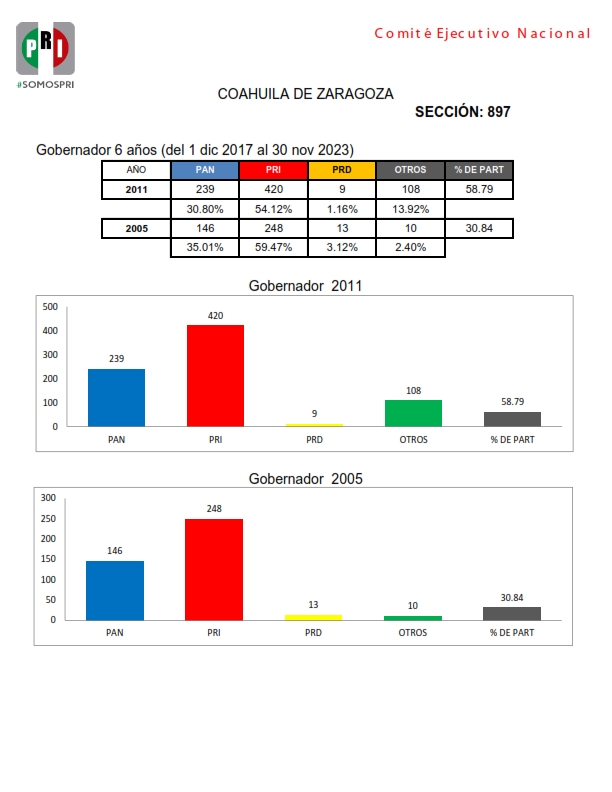 Comité Ejecutivo Nacional
PRI
#SOMOSPRI
COAHUILA DE ZARAGOZA
SECCIÓN: 897
Gobernador 6 años (del 1 dic 2017 al 30 nov 2023)
AÑO PAN PRI PRD OTROS % DE PART
2011 239 420 9 108 58.79
30.80% 54.12% 1.16% 13.92%
2005 146 248 13 10 30.84
35.01% 59.47% 3.12% 2.40%
Gobernador 2011
500
400
300
200
100
0
239
420
9
108
58.79
PAN PRI PRD OTROS % DE PART
Gobernador 2005
300
250
200
150
100
50
0
146
248
13
10
30.84
PAN PRI PRD OTROS % DE PART